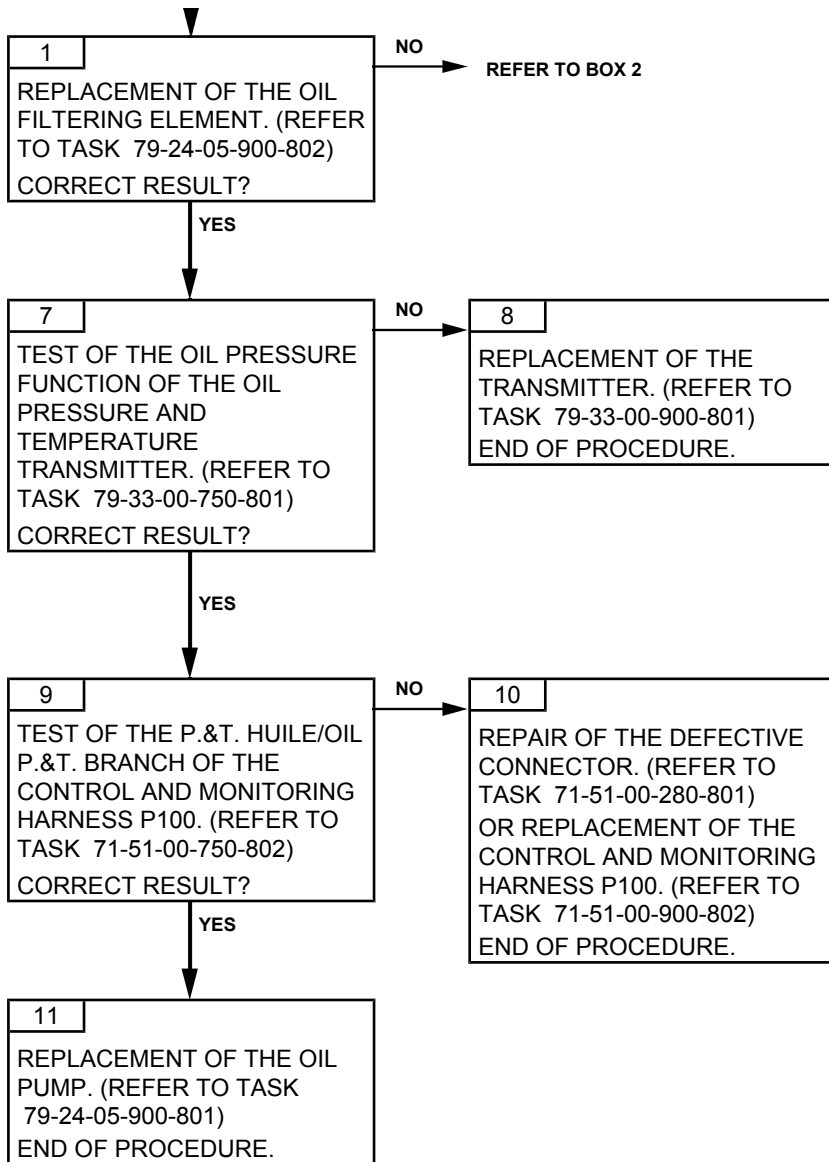 1
REPLACEMENT OF THE OIL
FILTERING ELEMENT. (REFER
TO TASK 79-24-05-900-802)
CORRECT RESULT?
NO
REFER TO BOX 2
YES
7
TEST OF THE OIL PRESSURE
FUNCTION OF THE OIL
PRESSURE AND
TEMPERATURE
TRANSMITTER. (REFER TO
TASK 79-33-00-750-801)
CORRECT RESULT?
NO
8
REPLACEMENT OF THE
TRANSMITTER. (REFER TO
TASK 79-33-00-900-801)
END OF PROCEDURE.
YES
9
TEST OF THE P.&T. HUILE/OIL
P.&T. BRANCH OF THE
CONTROL AND MONITORING
HARNESS P100. (REFER TO
TASK 71-51-00-750-802)
CORRECT RESULT?
NO
10
REPAIR OF THE DEFECTIVE
CONNECTOR. (REFER TO
TASK 71-51-00-280-801)
OR REPLACEMENT OF THE
CONTROL AND MONITORING
HARNESS P100. (REFER TO
TASK 71-51-00-900-802)
END OF PROCEDURE.
YES
11
REPLACEMENT OF THE OIL
PUMP. (REFER TO TASK
79-24-05-900-801)
END OF PROCEDURE.